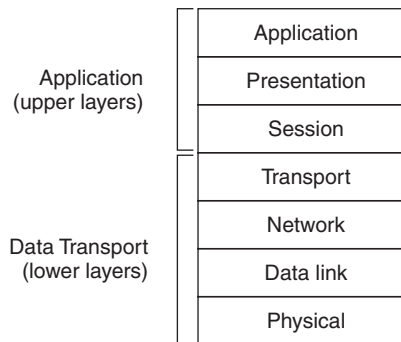 Application
(upper layers)
Application
Presentation
Session
Data Transport
(lower layers)
Transport
Network
Data link
Physical